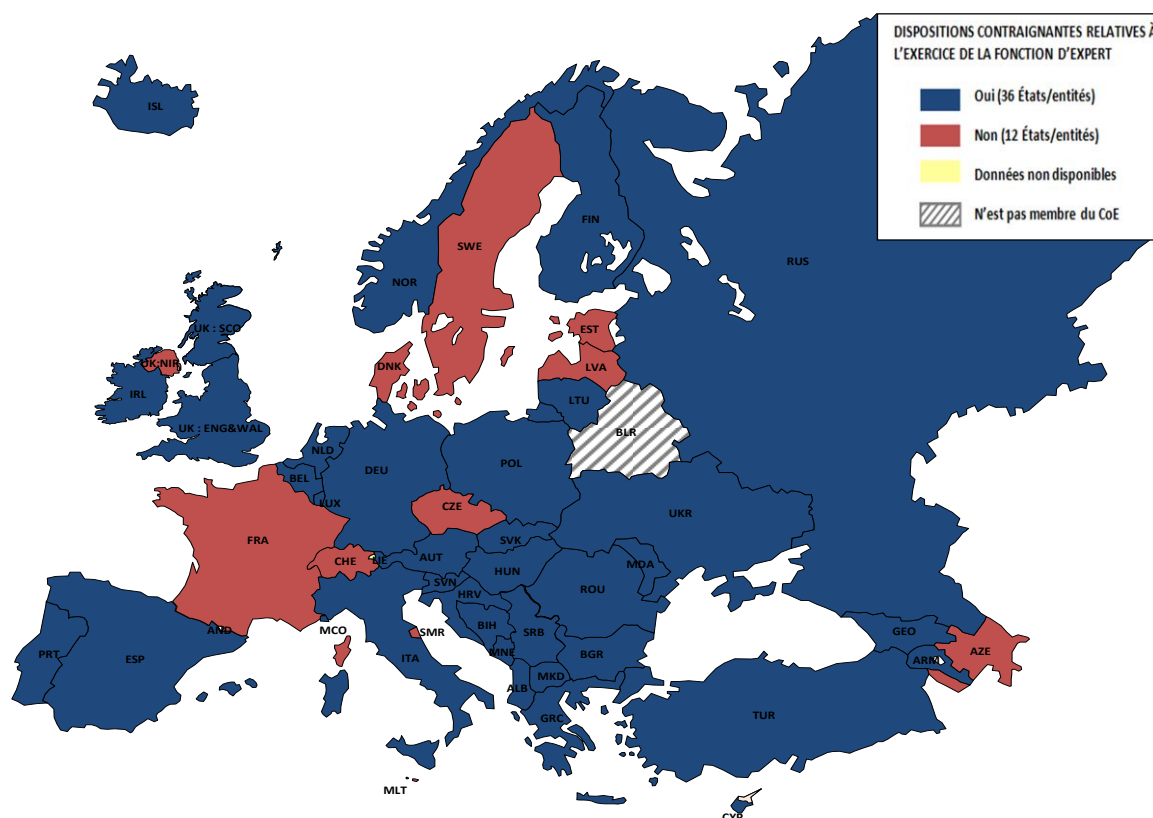 DISPOSITIONS CONTRAIGNANTES RELATIVES À
L'EXERCICE DE LA FONCTION D'EXPERT
Oui (36 États/entités)
Non (12 États/entités)
Données non disponibles
N'est pas membre du CoE
ISL
FIN
SWE
RUS
NOR
UK : SCO
EST
UK:NIR
DNK
LVA
IRL
LTU
UK : ENG&WAL
BLR
NLD
POL
DEU
BEL
LUX
CZE
UKR
FRA
SVK
CHE
LIE
AUT
MDA
HUN
SVN
ROU
HRV
AND
MCO
SMR
BIH
SRB
GEO
PRT
ESP
ITA
MNE
BGR
AZE
ARM
MKD
ALB
GRC
TUR
MLT
CYP